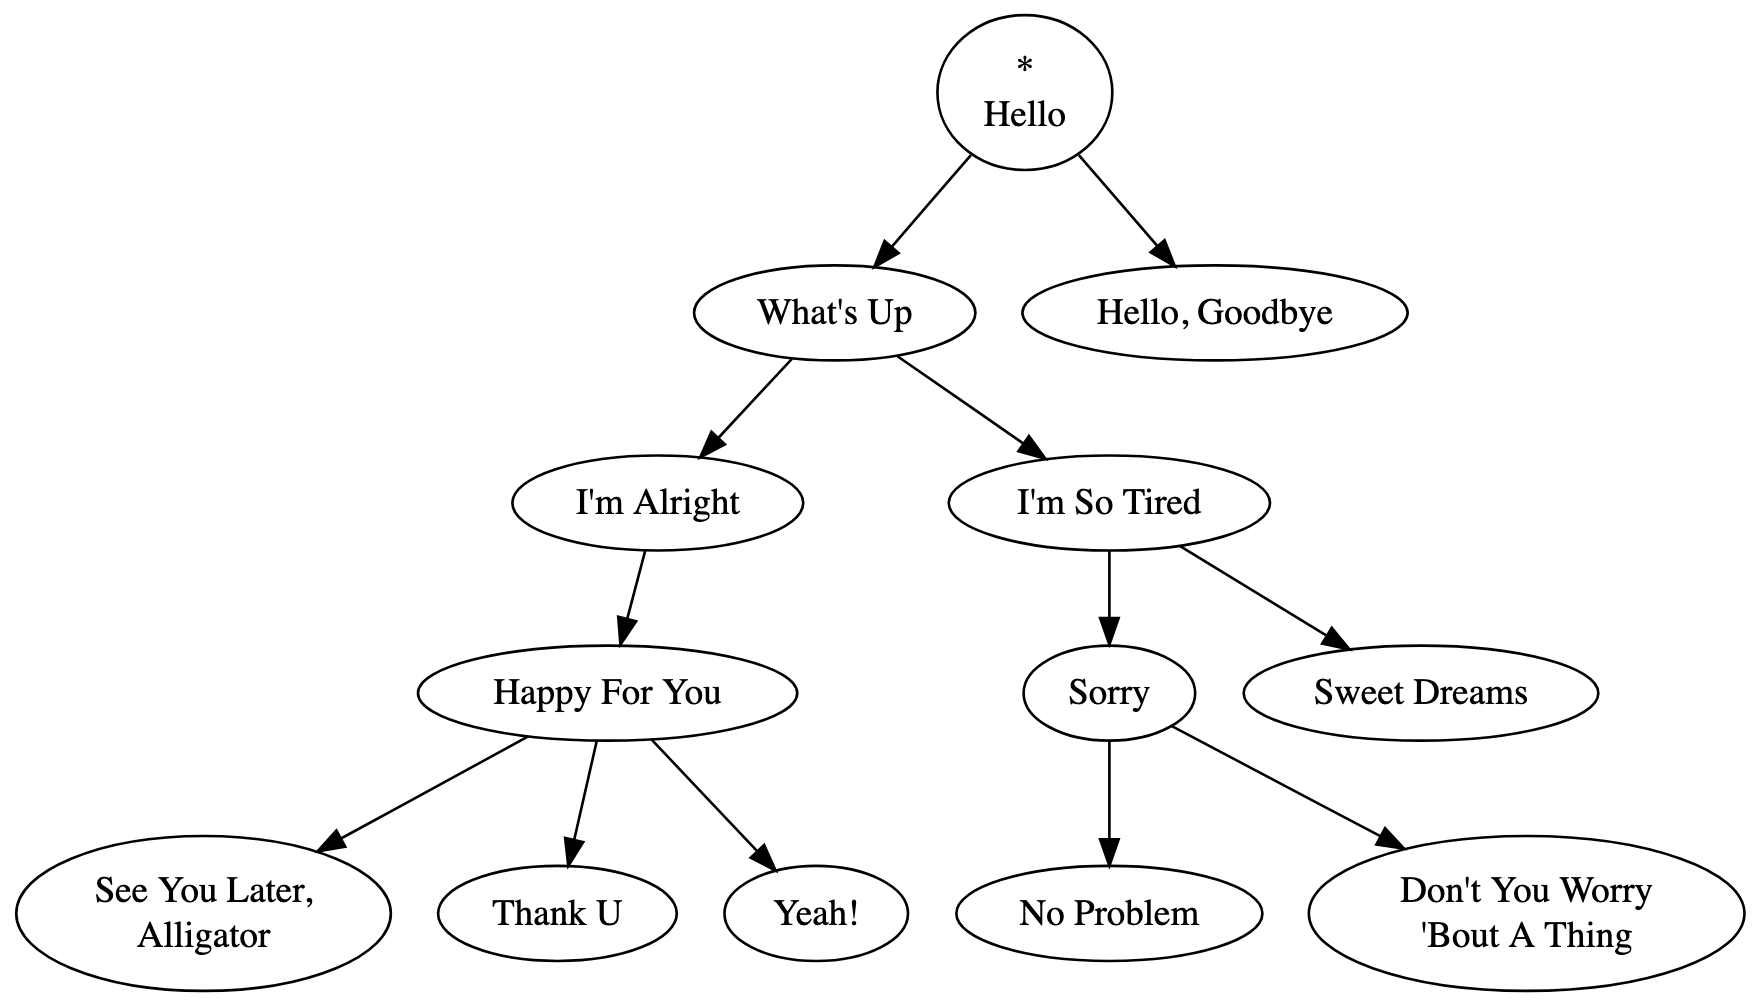 *
Hello
What's Up
Hello, Goodbye
I'm Alright
I'm So Tired
Happy For You
Sorry
Sweet Dreams
See You Later,
Alligator
Thank U
Yeah!
No Problem
Don't You Worry
'Bout A Thing